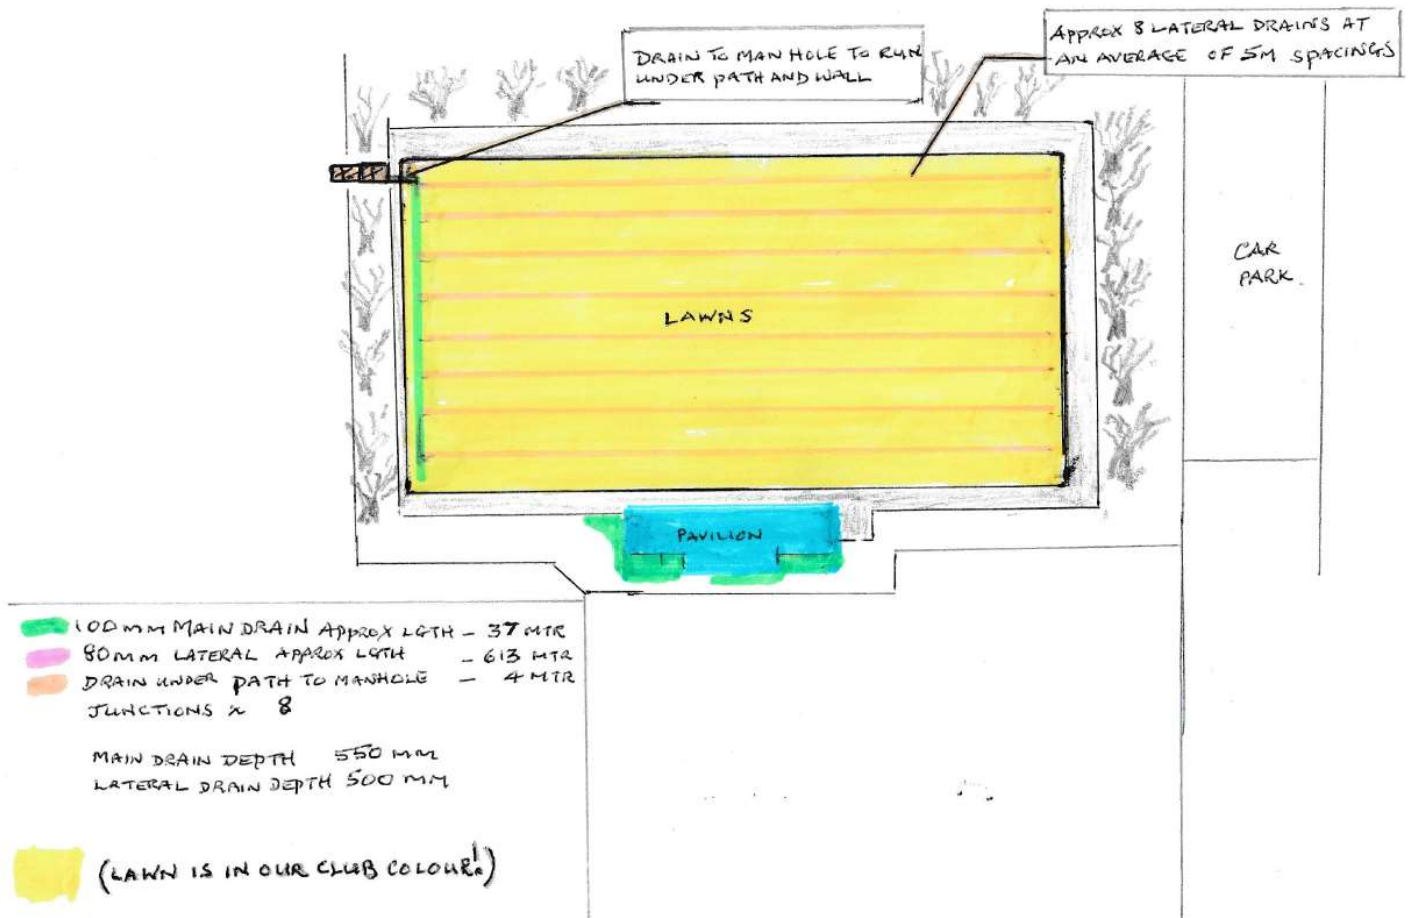 DRAIN TO MANHOLE TO RUN
UNDER PATH AND WALL
APPROX 8 LATERAL DRAINS AT
AN AVERAGE OF 5M SPACINGS
CAR
PARK.
LAWNS
PAVILION
100MM MAIN DRAIN APPROX LGTH - 37 MTR
80MM LATERAL APPROX LGTH - 613 MTR
DRAIN UNDER PATH TO MANHOLE - 4 MTR
JUNCTIONS x 8
MAIN DRAIN DEPTH 550 MM
LATERAL DRAIN DEPTH 500 MM
(LAWN IS IN OUR CLUB COLOUR!)